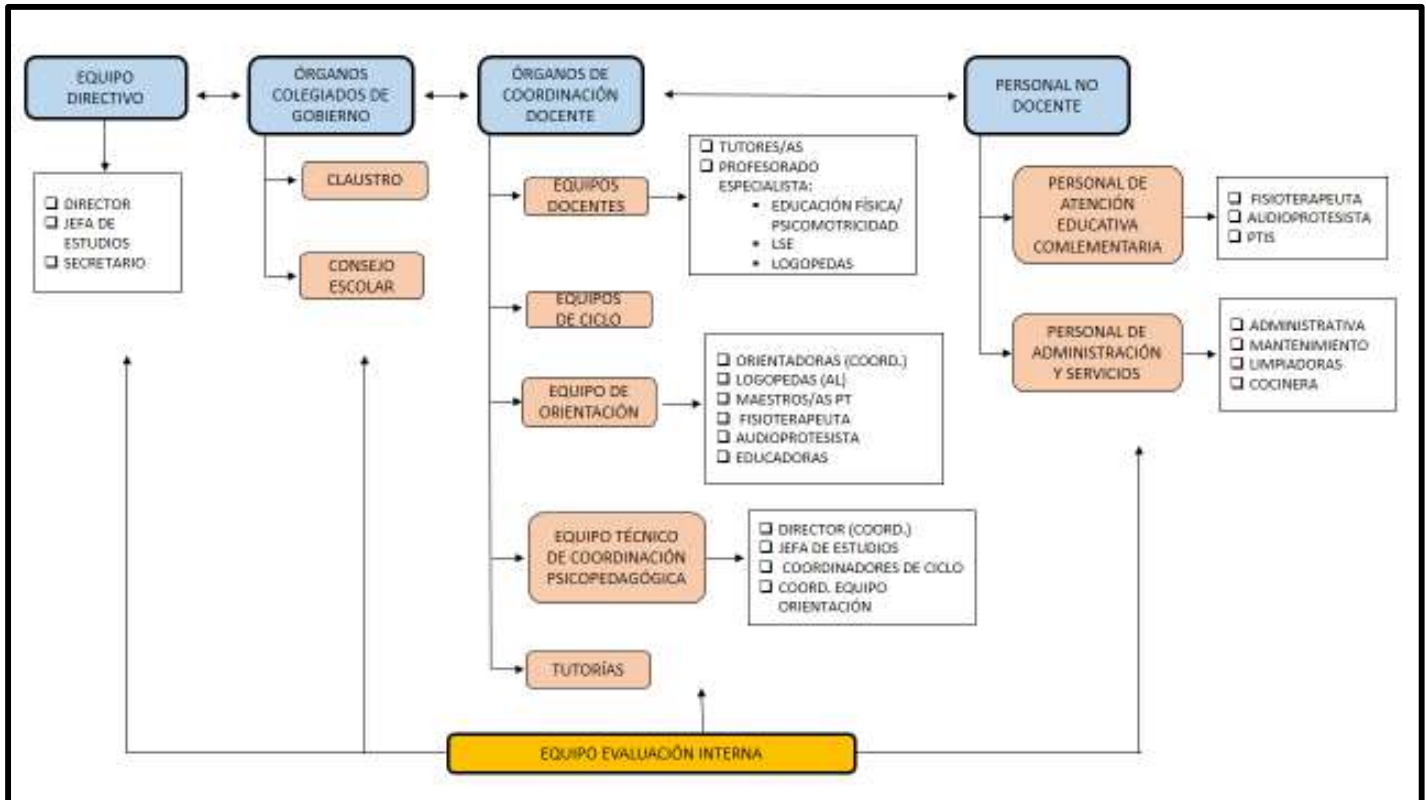 EQUIPO
DIRECTIVO
ÓRGANOS
COLEGIADOS DE
GOBIERNO
ÓRGANOS DE
COORDINACIÓN
DOCENTE
PERSONAL NO
DOCENTE
❑ DIRECTOR
❑ JEFA DE
ESTUDIOS
❑ SECRETARIO
CLAUSTRO
CONSEJO
ESCOLAR
EQUIPOS
DOCENTES
❑ TUTORES/AS
❑ PROFESORADO
ESPECIALISTA:
• EDUCACIÓN FÍSICA/
PSICOMOTRICIDAD
• LSE
• LOGOPEDAS
EQUIPOS
DE CICLO
EQUIPO DE
ORIENTACIÓN
❑ ORIENTADORAS (COORD.)
❑ LOGOPEDAS (AL)
❑ MAESTROS/AS PT
❑ FISIOTERAPEUTA
❑ AUDIOPROTESISTA
❑ EDUCADORAS
EQUIPO TÉCNICO
DE COORDINACIÓN
PSICOPEDAGÓGICA
❑ DIRECTOR (COORD.)
❑ JEFA DE ESTUDIOS
❑ COORDINADORES DE CICLO
❑ COORD. EQUIPO
ORIENTACIÓN
TUTORÍAS
PERSONAL DE
ATENCIÓN
EDUCATIVA
COMLEMENTARIA
❑ FISIOTERAPEUTA
❑ AUDIOPROTESISTA
❑ PTIS
PERSONAL DE
ADMINISTRACIÓN
Y SERVICIOS
❑ ADMINISTRATIVA
❑ MANTENIMIENTO
❑ LIMPIADORAS
❑ COCINERA
EQUIPO EVALUACIÓN INTERNA